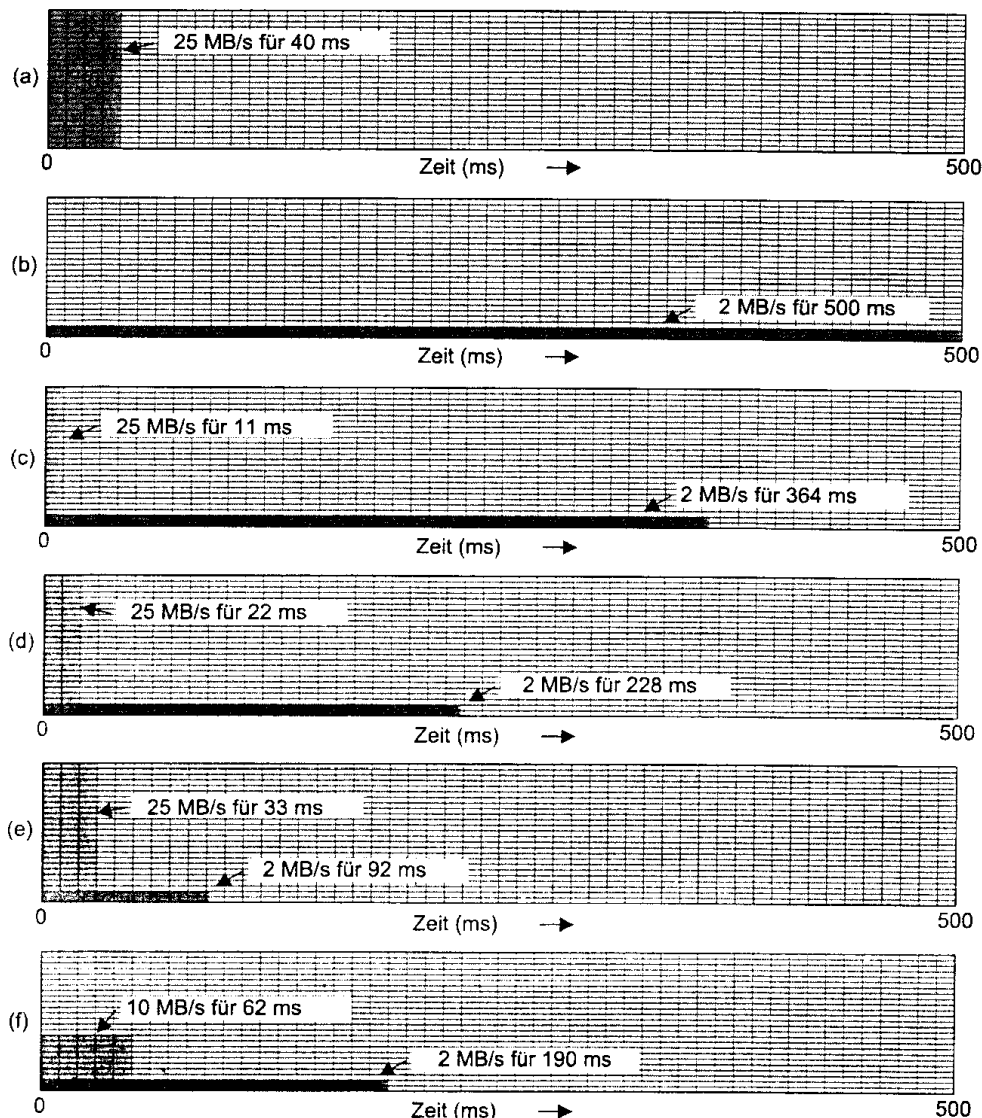 25 MB/s für 40 ms
(a)
0
Zeit (ms)
500
(b)
2 MB/s für 500 ms
0
Zeit (ms)
500
25 MB/s für 11 ms
(c)
2 MB/s für 364 ms
0
Zeit (ms)
500
25 MB/s für 22 ms
(d)
2 MB/s für 228 ms
0
Zeit (ms)
500
25 MB/s für 33 ms
(e)
2 MB/s für 92 ms
0
Zeit (ms)
500
10 MB/s für 62 ms
(f)
2 MB/s für 190 ms
0
Zeit (ms)
500